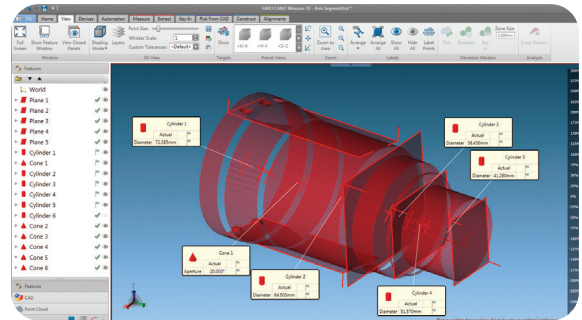 FARO CAM2 Measure 10 - Arm Segment.fcd *
File Home View Devices Automation Measure Extract Key-In Pick From CAD Construct Alignments
Point Size:
Whisker Scale: 1
Custom Tolerances: <Default>
Full Screen
Show Feature Window
View Closed Panels
Shading Mode
Layers
Show
<X/-X
<Y/-Y
<Z/-Z
Zoom to Area
Arrange
Arrange All
Show All
Hide All
Label Points
Zone Size
Window
3D View
Targets
Preset Views
Zoom
Labels
Deviation Markers
Analysis
Features
World
Plane 1
Plane 2
Plane 3
Plane 4
Plane 5
Cylinder 1
Cone 1
Cylinder 2
Cylinder 3
Cylinder 4
Cylinder 5
Cylinder 6
Cone 2
Cone 3
Cone 4
Cone 5
Cone 6
Features
CAD
Point Cloud
Cylinder 1
Actual
Diameter 72.385mm
Cylinder 3
Actual
Diameter 58.450mm
Cylinder 5
Actual
Diameter 41.280mm
Cone 1
Actual
Aperture 20.003°
Cylinder 2
Actual
Diameter 64.500mm
Cylinder 4
Actual
Diameter 51.570mm